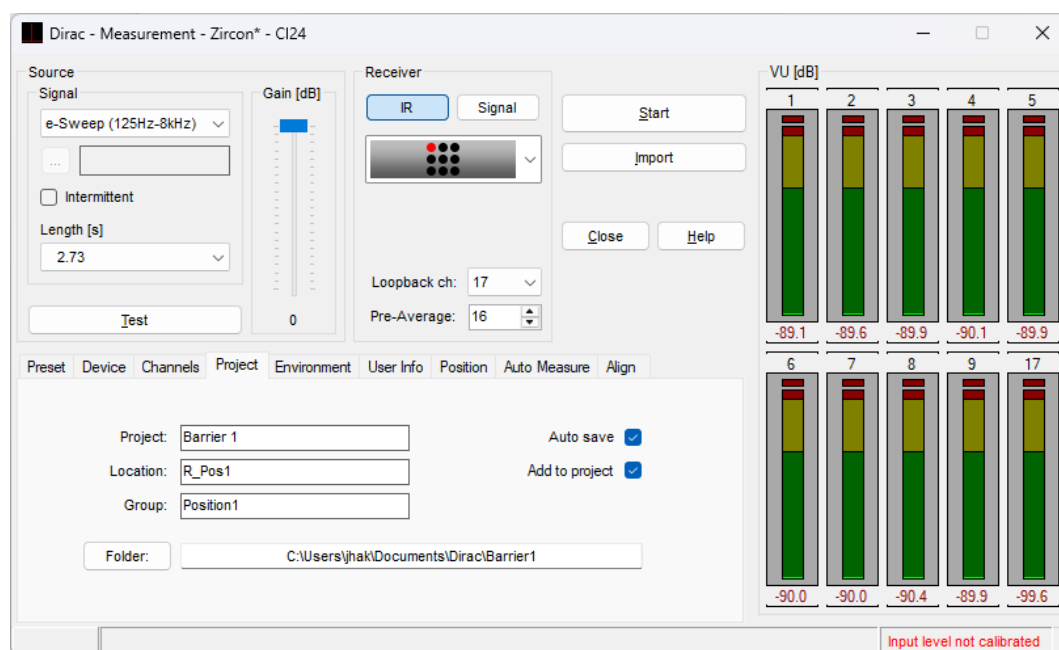 Dirac - Measurement - Zircon* - CI24
Source
Signal
e-Sweep (125Hz-8kHz)
...
Intermittent
Length [s]
2.73
Test
Gain [dB]
0
Receiver
IR
Signal
Loopback ch:
17
Pre-Average:
16
Start
Import
Close
Help
VU [dB]
1 2 3 4 5
-89.1 -89.6 -89.9 -90.1 -89.9
6 7 8 9 17
-90.0 -90.0 -90.4 -89.9 -99.6
Preset Device Channels Project Environment User Info Position Auto Measure Align
Project: Barrier 1
Auto save
Location: R_Pos1
Add to project
Group: Position1
Folder: C:\Users\jhak\Documents\Dirac\Barrier1
Input level not calibrated